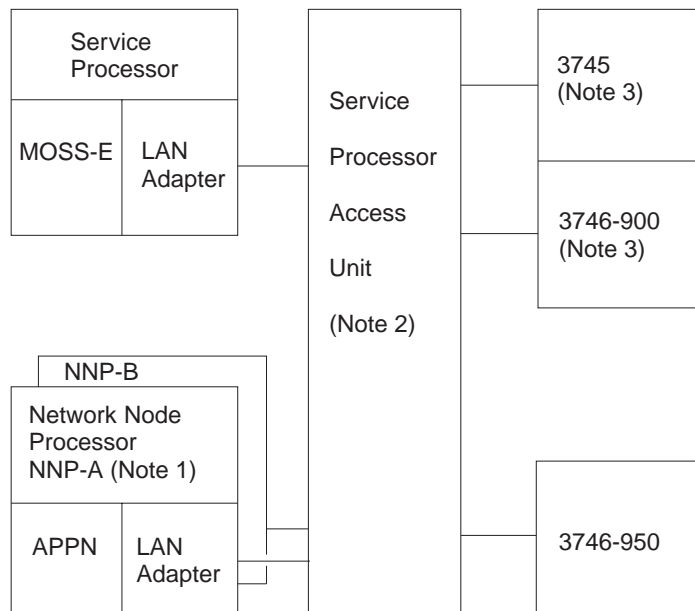 Service
Processor
MOSS-E
LAN
Adapter
NNP-B
Network Node
Processor
NNP-A (Note 1)
APPN
LAN
Adapter
Service
Processor
Access
Unit
(Note 2)
3745
(Note 3)
3746-900
(Note 3)
3746-950